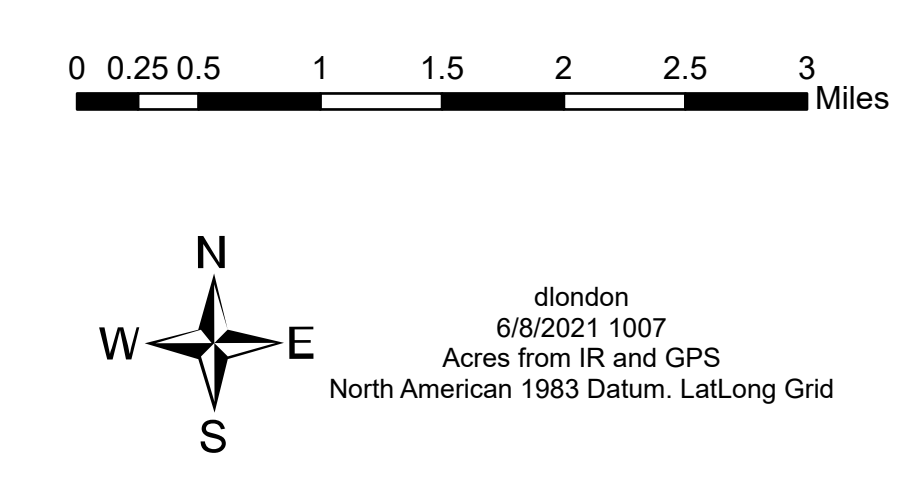 0 0.25 0.5 1 1.5 2 2.5 3
Miles
N
W E
S
dlondon
6/8/2021 1007
Acres from IR and GPS
North American 1983 Datum. LatLong Grid